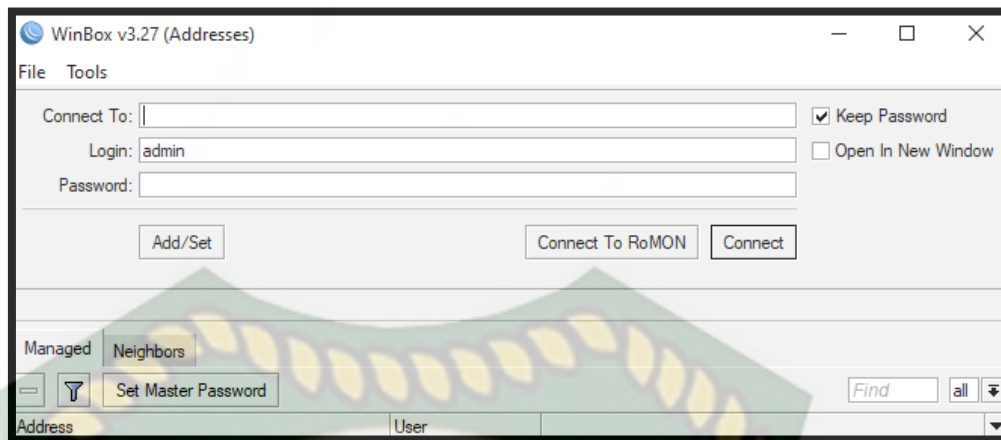 WinBox v3.27 (Addresses)
File Tools
Connect To:
Keep Password
Login: admin
Open In New Window
Password:
Add/Set Connect To RoMON Connect
Managed Neighbors
Set Master Password Find all
Address User